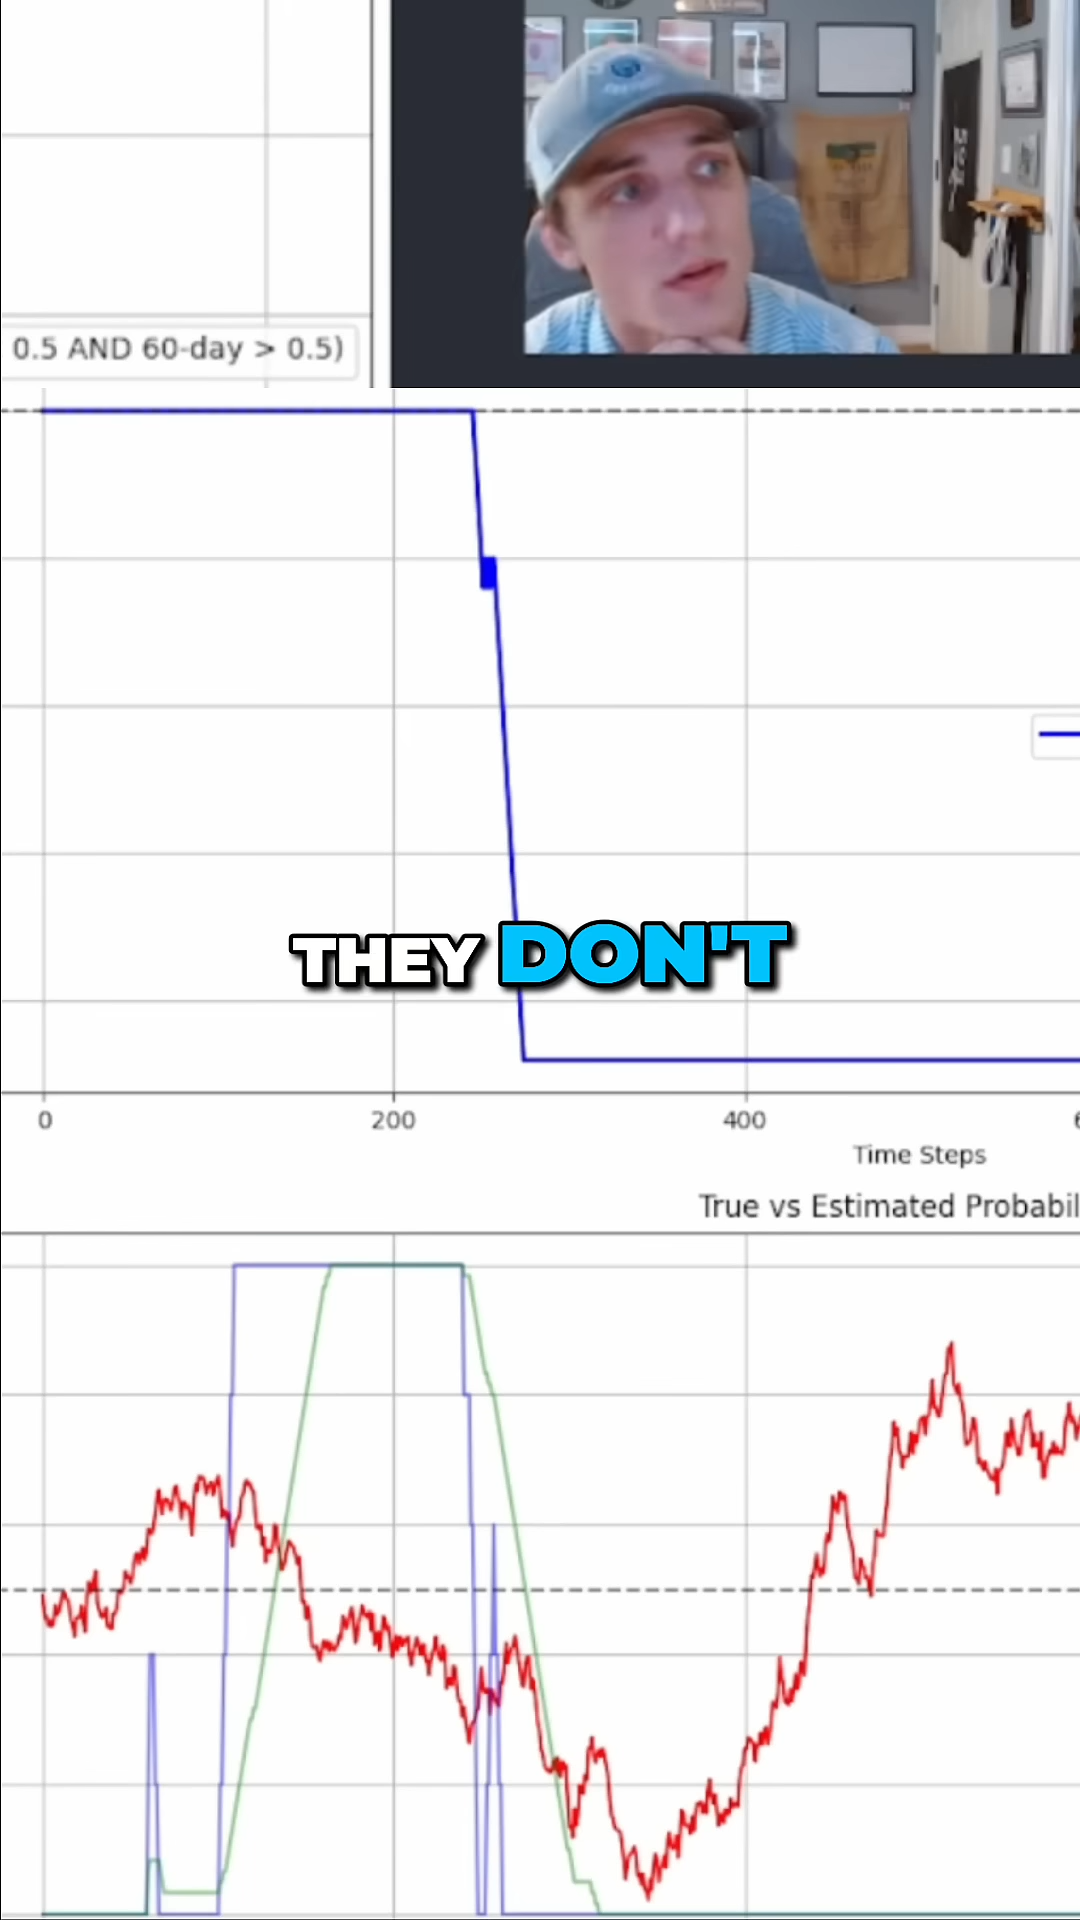 0.5 AND 60-day > 0.5)
THEY DON'T
0
200
400
Time Steps
True vs Estimated Probabil